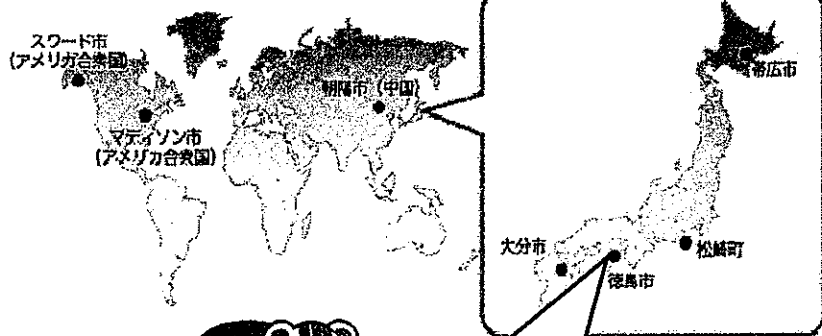 スワード市
(アメリカ合衆国)
マディソン市
(アメリカ合衆国)
朝陽市(中国)
帯広市
松崎町
大分市
徳島市